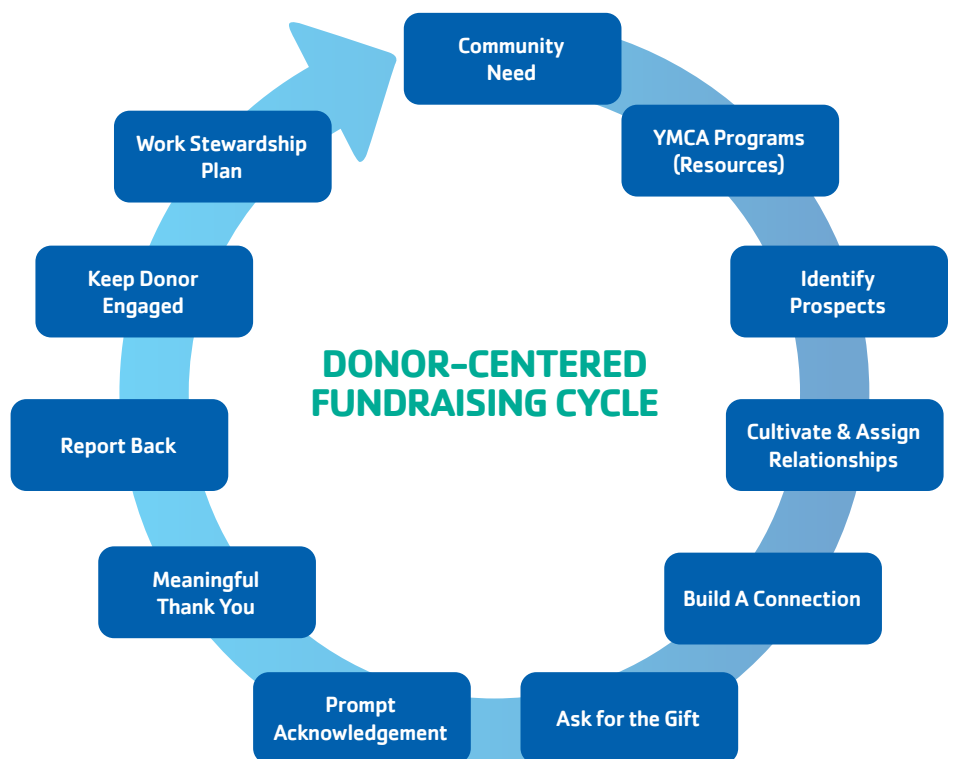 Community
Need
YMCA Programs
(Resources)
Identify
Prospects
Cultivate & Assign
Relationships
Build A Connection
Ask for the Gift
Prompt
Acknowledgement
Meaningful
Thank You
Report Back
Keep Donor
Engaged
Work Stewardship
Plan
DONOR-CENTERED
FUNDRAISING CYCLE